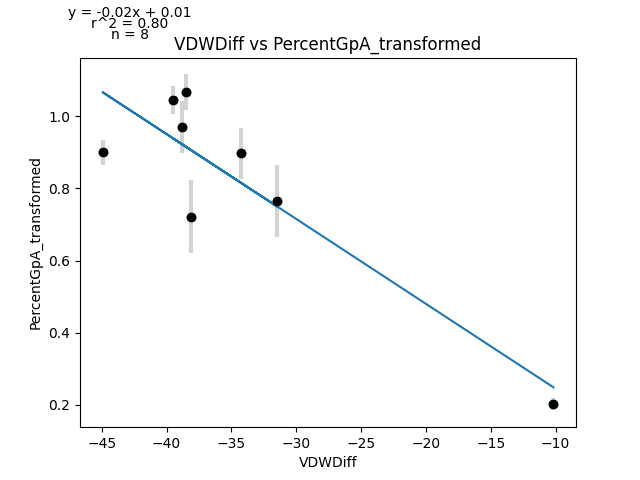 y = -0.02x + 0.01
r^2 = 0.80
n = 8
VDWDiff vs PercentGpA_transformed
PercentGpA_transformed
1.0
0.8
0.6
0.4
0.2
−45
−40
−35
−30
−25
−20
−15
−10
VDWDiff